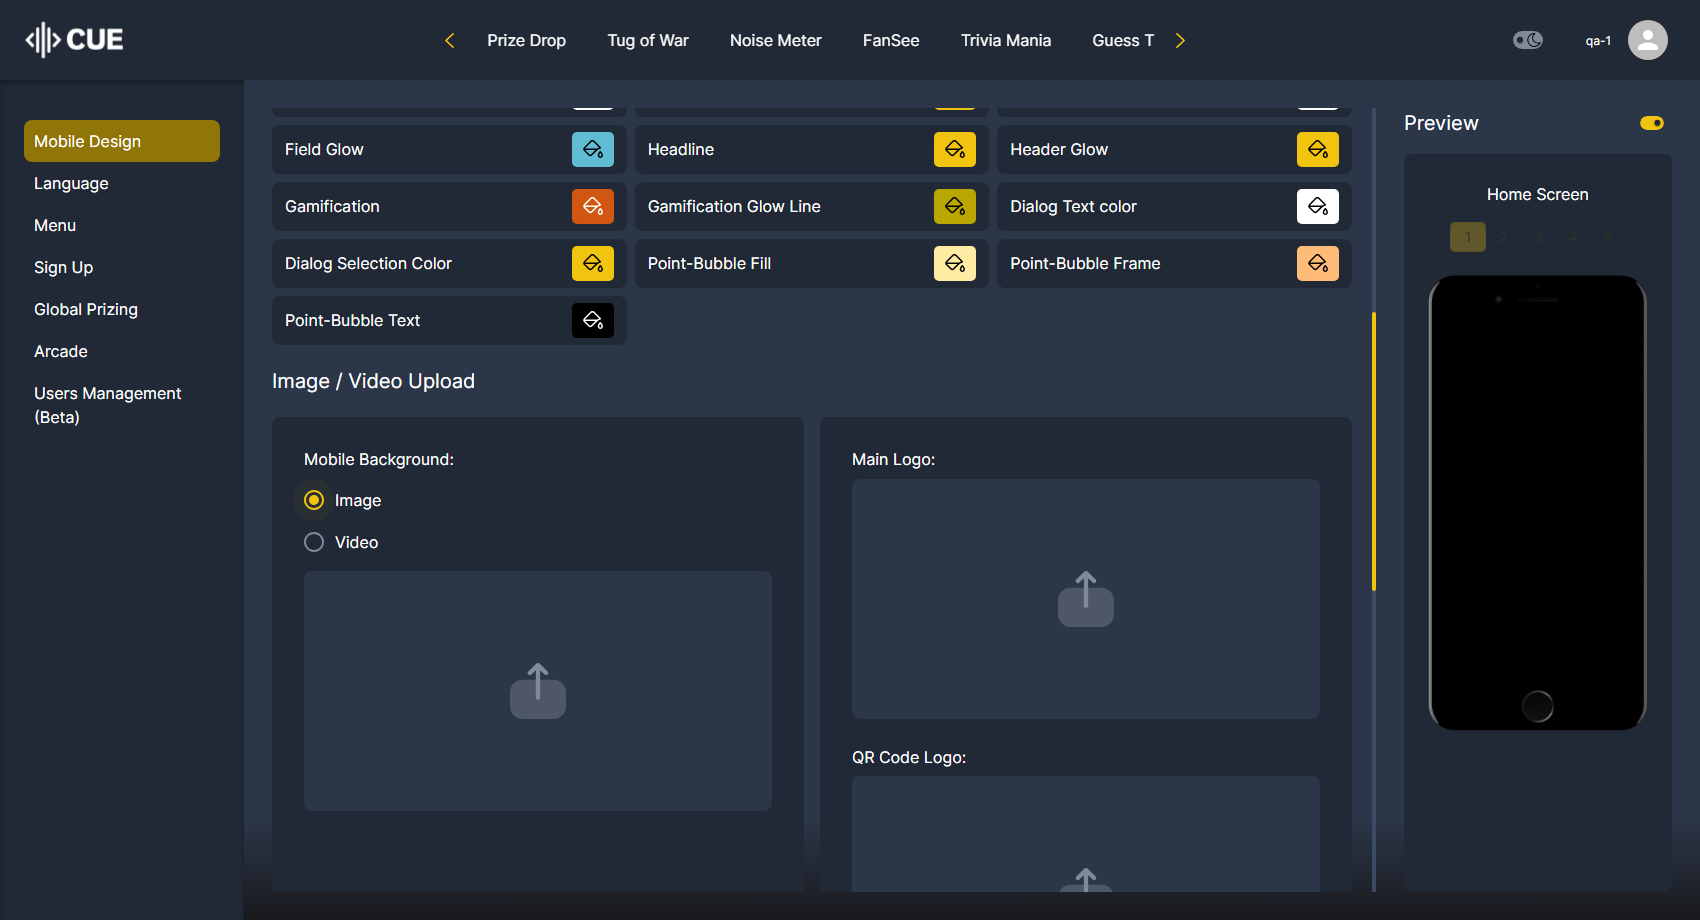 CUE
Prize Drop
Tug of War
Noise Meter
FanSee
Trivia Mania
Guess T
qa-1
Mobile Design
Language
Menu
Sign Up
Global Prizing
Arcade
Users Management
(Beta)
Field Glow
Headline
Header Glow
Gamification
Gamification Glow Line
Dialog Text color
Dialog Selection Color
Point-Bubble Fill
Point-Bubble Frame
Point-Bubble Text
Image / Video Upload
Mobile Background:
Image
Video
Main Logo:
QR Code Logo:
Preview
Home Screen
1 2 3 4 5